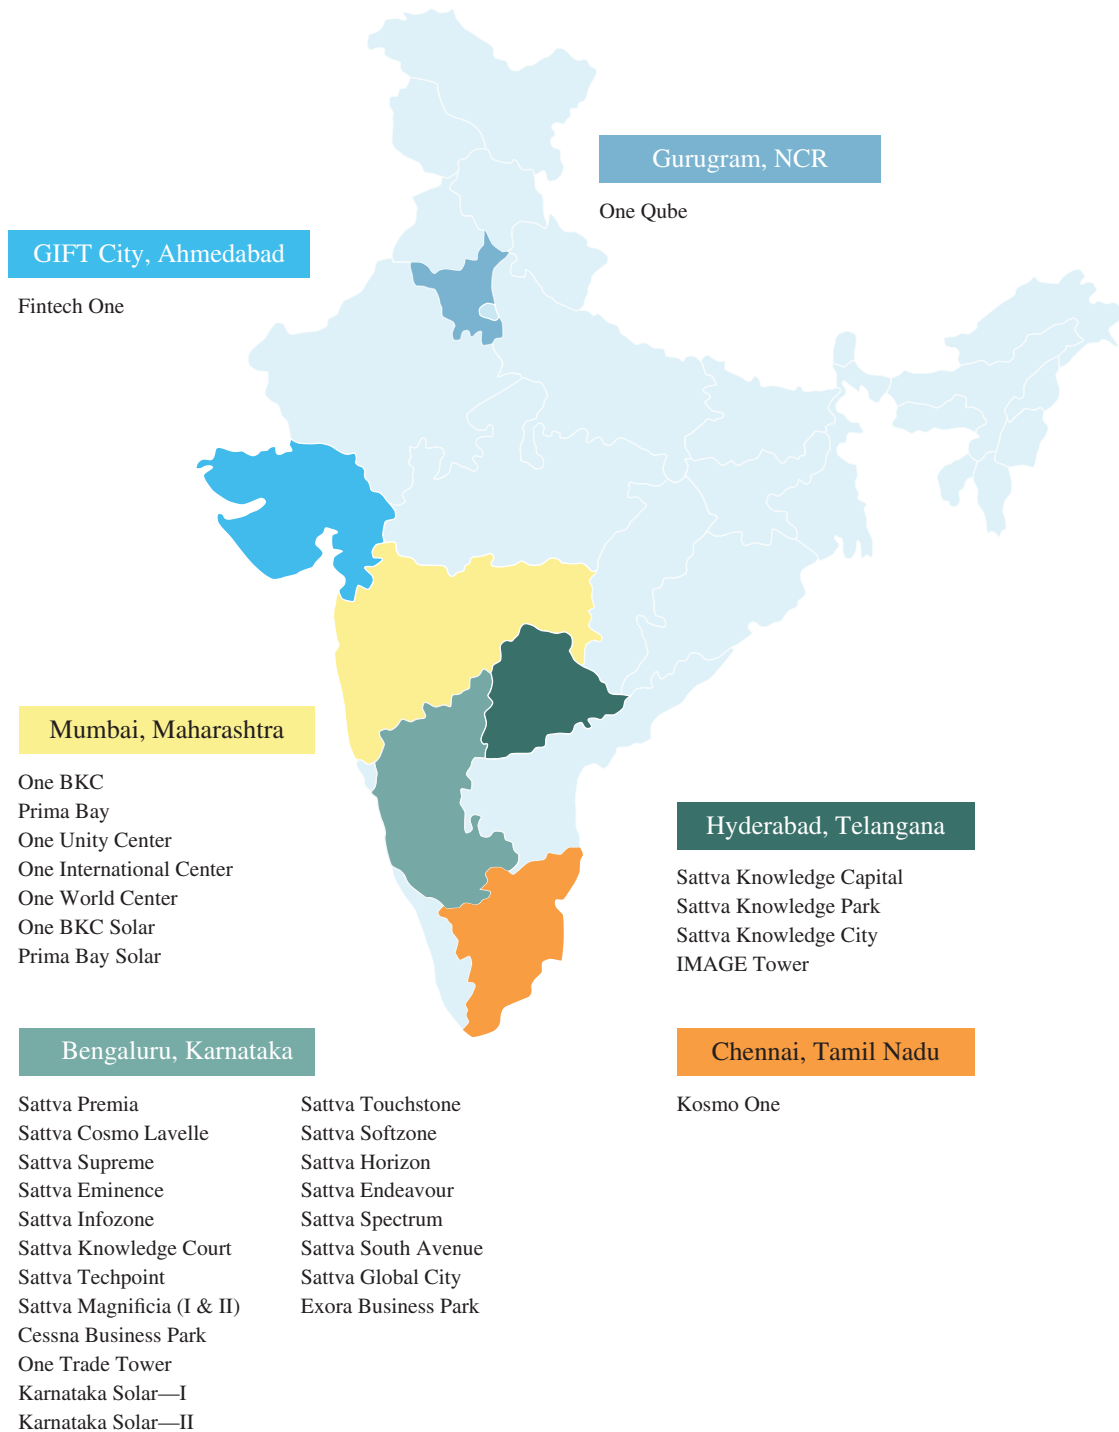 Gurugram, NCR
One Qube
GIFT City, Ahmedabad
Fintech One
Mumbai, Maharashtra
One BKC
Prima Bay
One Unity Center
One International Center
One World Center
One BKC Solar
Prima Bay Solar
Hyderabad, Telangana
Sattva Knowledge Capital
Sattva Knowledge Park
Sattva Knowledge City
IMAGE Tower
Bengaluru, Karnataka
Sattva Premia
Sattva Cosmo Lavelle
Sattva Supreme
Sattva Eminence
Sattva Infozone
Sattva Knowledge Court
Sattva Techpoint
Sattva Magnificia (I & II)
Cessna Business Park
One Trade Tower
Karnataka Solar—I
Karnataka Solar—II
Sattva Touchstone
Sattva Softzone
Sattva Horizon
Sattva Endeavour
Sattva Spectrum
Sattva South Avenue
Sattva Global City
Exora Business Park
Chennai, Tamil Nadu
Kosmo One